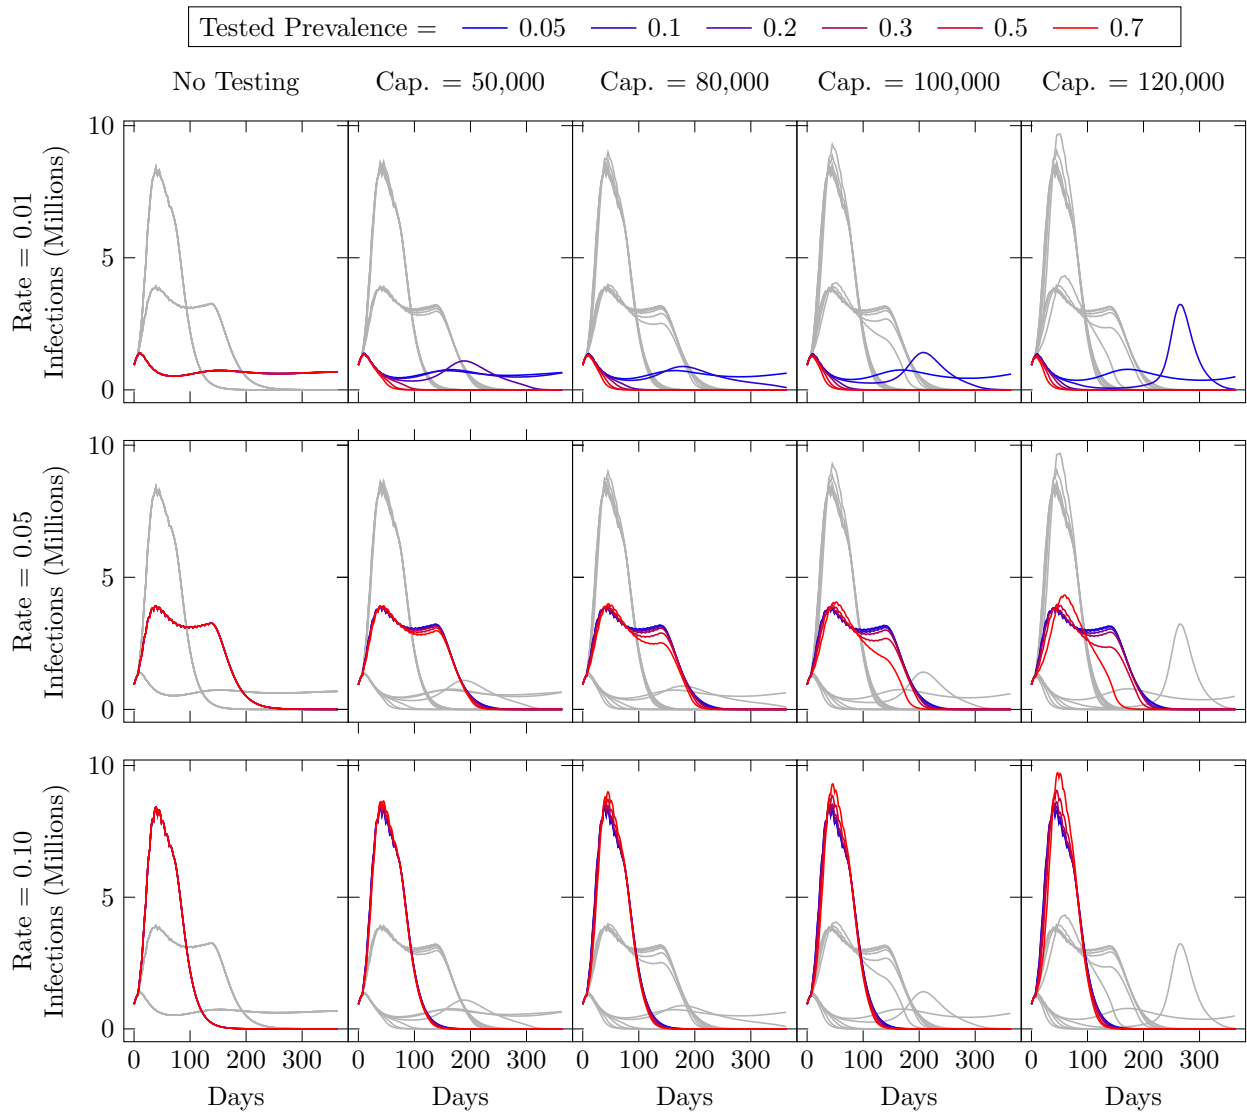 Tested Prevalence = 0.05 0.1 0.2 0.3 0.5 0.7
No Testing Cap. = 50,000 Cap. = 80,000 Cap. = 100,000 Cap. = 120,000
Rate = 0.01
Infections (Millions)
10
5
0
Rate = 0.05
Infections (Millions)
10
5
0
Rate = 0.10
Infections (Millions)
10
5
0
0 100 200 300 0 100 200 300 0 100 200 300 0 100 200 300 0 100 200 300
Days Days Days Days Days